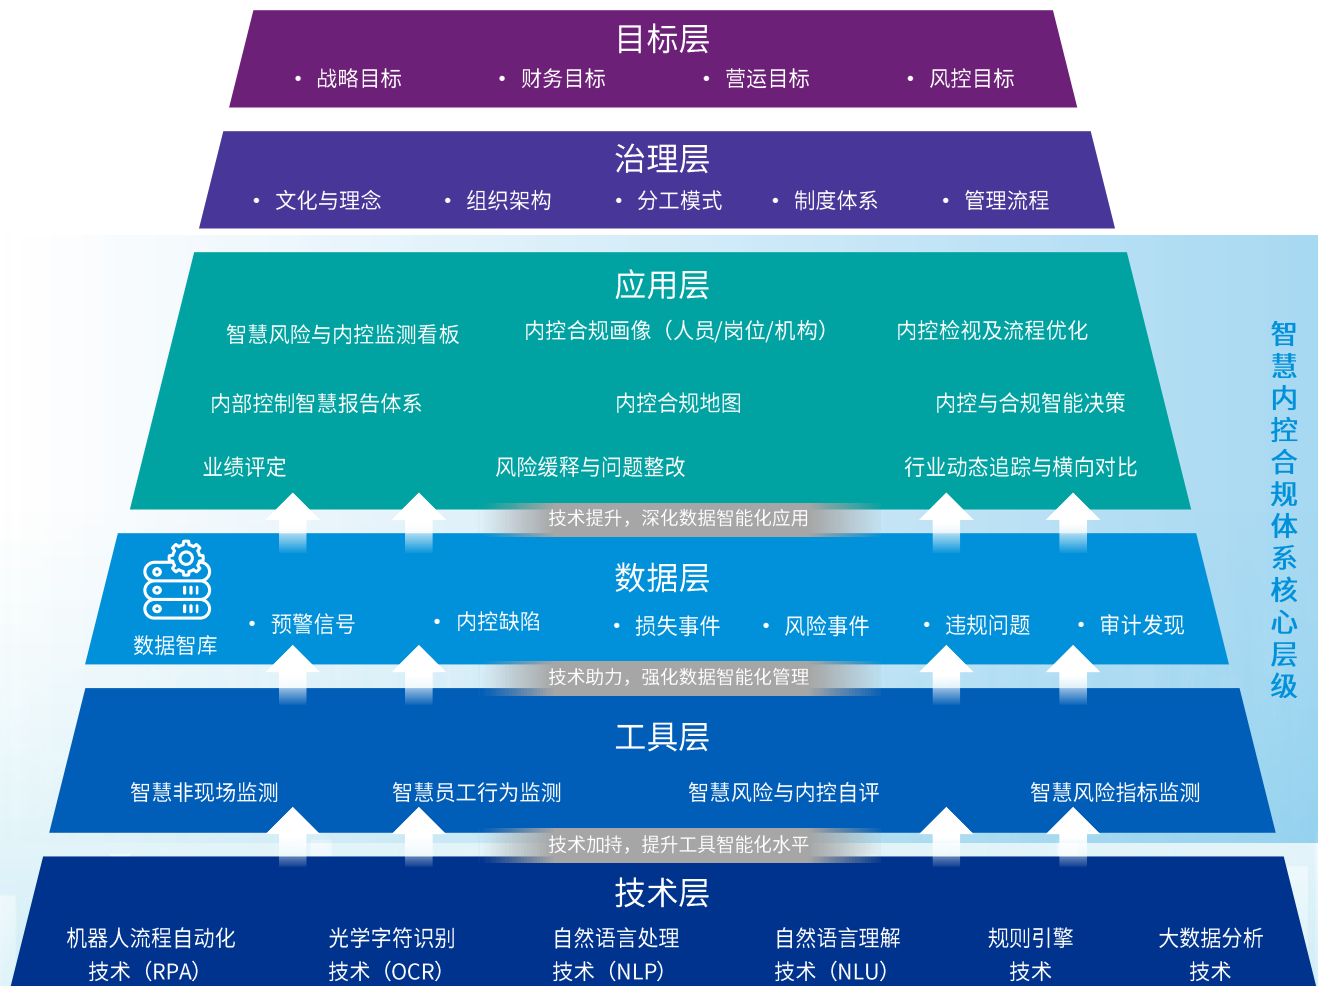 目标层
• 战略目标 • 财务目标 • 营运目标 • 风控目标
治理层
• 文化与理念 • 组织架构 • 分工模式 • 制度体系 • 管理流程
应用层
智慧风险与内控监测看板 内控合规画像（人员/岗位/机构） 内控检视及流程优化
内部控制智慧报告体系 内控合规地图 内控与合规智能决策
业绩评定 风险缓释与问题整改 行业动态追踪与横向对比
技术提升，深化数据智能化应用
数据层
数据智库
• 预警信号 • 内控缺陷 • 损失事件 • 风险事件 • 违规问题 • 审计发现
技术助力，强化数据智能化管理
工具层
智慧非现场监测 智慧员工行为监测 智慧风险与内控自评 智慧风险指标监测
技术加持，提升工具智能化水平
技术层
机器人流程自动化 光学字符识别 自然语言处理 自然语言理解 规则引擎 大数据分析
技术（RPA） 技术（OCR） 技术（NLP） 技术（NLU） 技术 技术
智慧内控合规体系核心层级